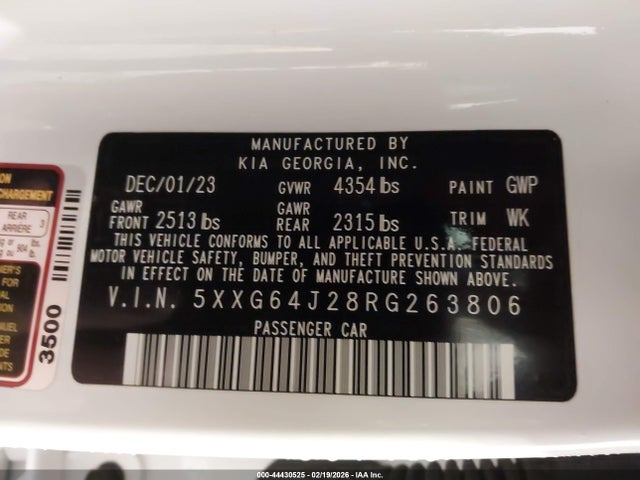 MANUFACTURED BY
KIA GEORGIA, INC.
DEC/01/23 GVWR 4354 lbs PAINT GWP
GAWR FRONT 2513 lbs GAWR REAR 2315 lbs TRIM WK
THIS VEHICLE CONFORMS TO ALL APPLICABLE U.S.A. FEDERAL
MOTOR VEHICLE SAFETY, BUMPER, AND THEFT PREVENTION STANDARDS
IN EFFECT ON THE DATE OF MANUFACTURE SHOWN ABOVE.
V.I.N. 5XXG64J28RG263806
PASSENGER CAR
REAR
ARRIÈRE
3
3500
000-44430525 - 02/19/2026 - IAA Inc.